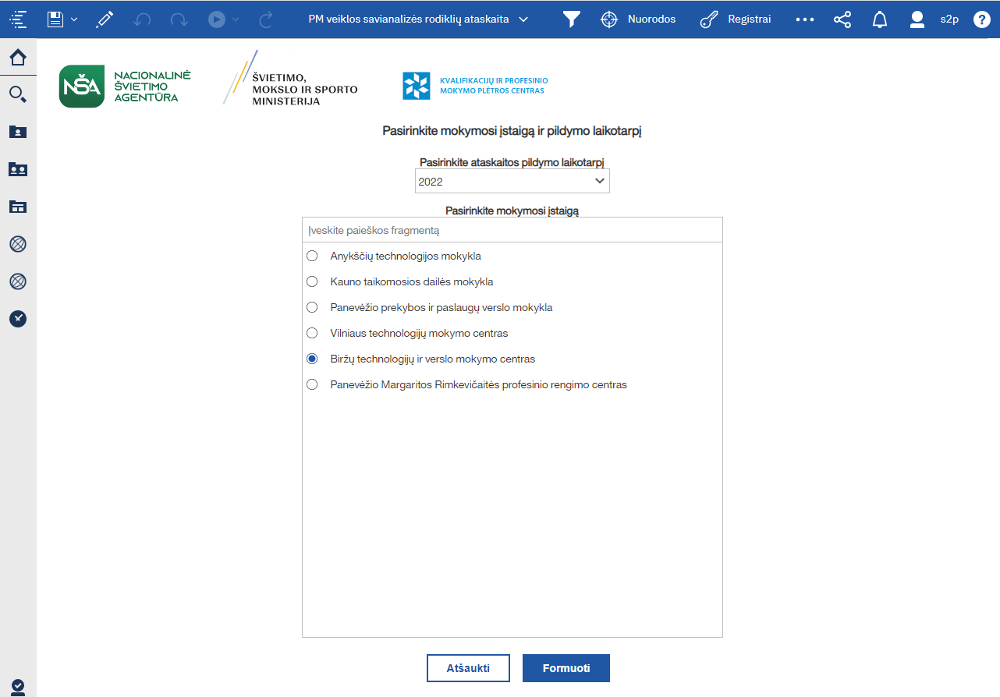 PM veiklos savianalizės rodiklių ataskaita
Nuorodos
Registrai
s2p
?
NŠA
NACIONALINĖ
ŠVIETIMO
AGENTŪRA
ŠVIETIMO,
MOKSLO IR SPORTO
MINISTERIJA
KVALIFIKACIJŲ IR PROFESINIO
MOKYMO PLĖTROS CENTRAS
Pasirinkite mokymosi įstaigą ir pildymo laikotarpį
Pasirinkite ataskaitos pildymo laikotarpį
2022
Pasirinkite mokymosi įstaigą
Įveskite paieškos fragmentą
Anykščių technologijos mokykla
Kauno taikomosios dailės mokykla
Panevėžio prekybos ir paslaugų verslo mokykla
Vilniaus technologijų mokymo centras
Biržų technologijų ir verslo mokymo centras
Panevėžio Margaritos Rimkevičaitės profesinio rengimo centras
Atšaukti
Formuoti